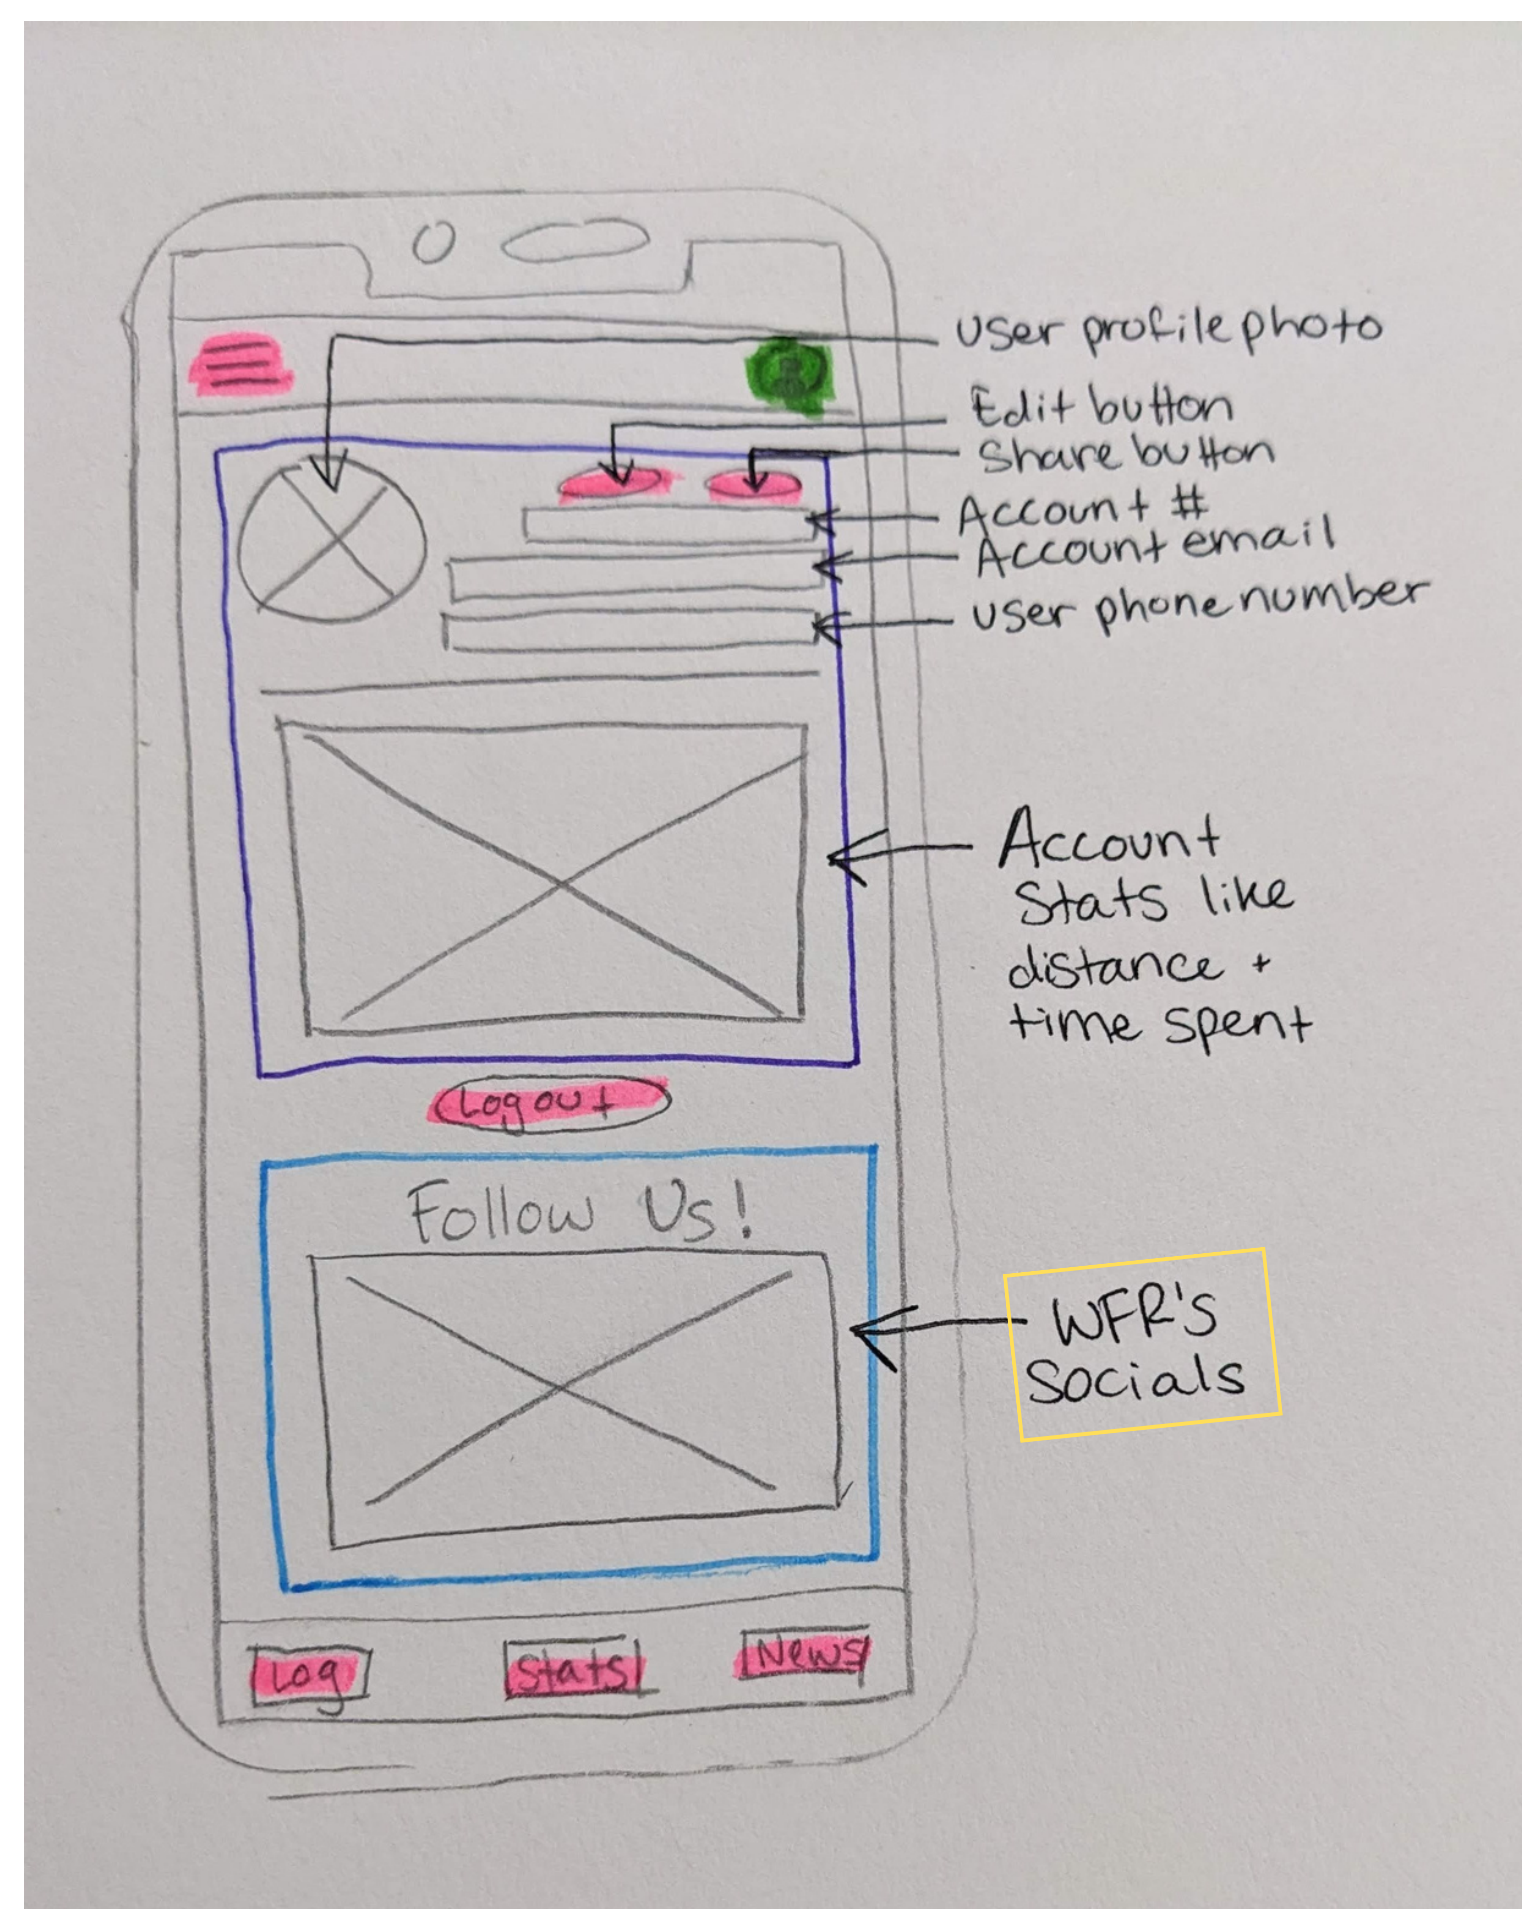 user profile photo
Edit button
Share button
Account #
Account email
user phone number
Account
Stats like
distance +
time spent
Logout
Follow Us!
WFR's
Socials
Log
Stats
News